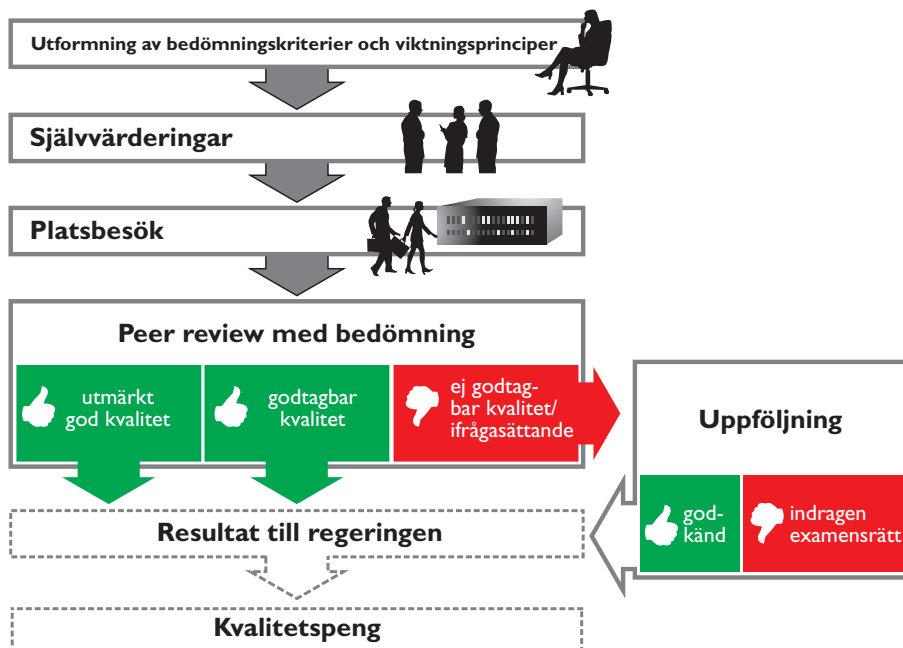 Utformning av bedömningskriterier och viktningsprinciper
Självvärderingar
Platsbesök
Peer review med bedömning
utmärkt
god kvalitet
godtagbar
kvalitet
ej godtag-
bar kvalitet/
ifrågasättande
Uppföljning
god-
känd
indragen
examensrätt
Resultat till regeringen
Kvalitetspeng